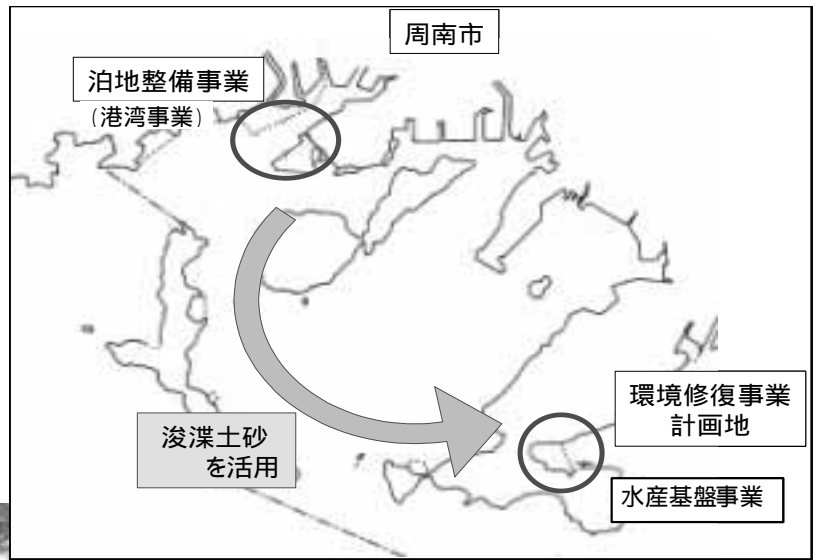 周南市
泊地整備事業
(港湾事業)
浚渫土砂
を活用
環境修復事業
計画地
水産基盤事業